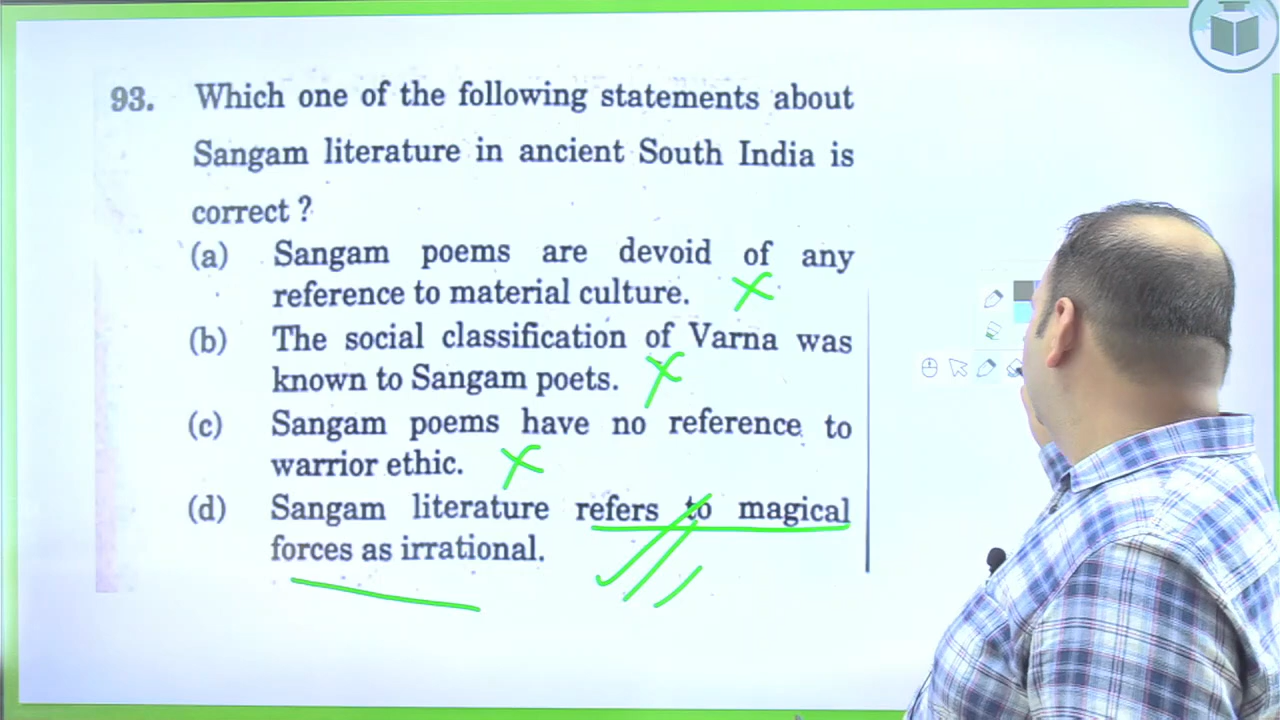 93. Which one of the following statements about
Sangam literature in ancient South India is
correct ?
(a) Sangam poems are devoid of any
reference to material culture.
(b) The social classification of Varna was
known to Sangam poets.
(c) Sangam poems have no reference to
warrior ethic.
(d) Sangam literature refers to magical
forces as irrational.